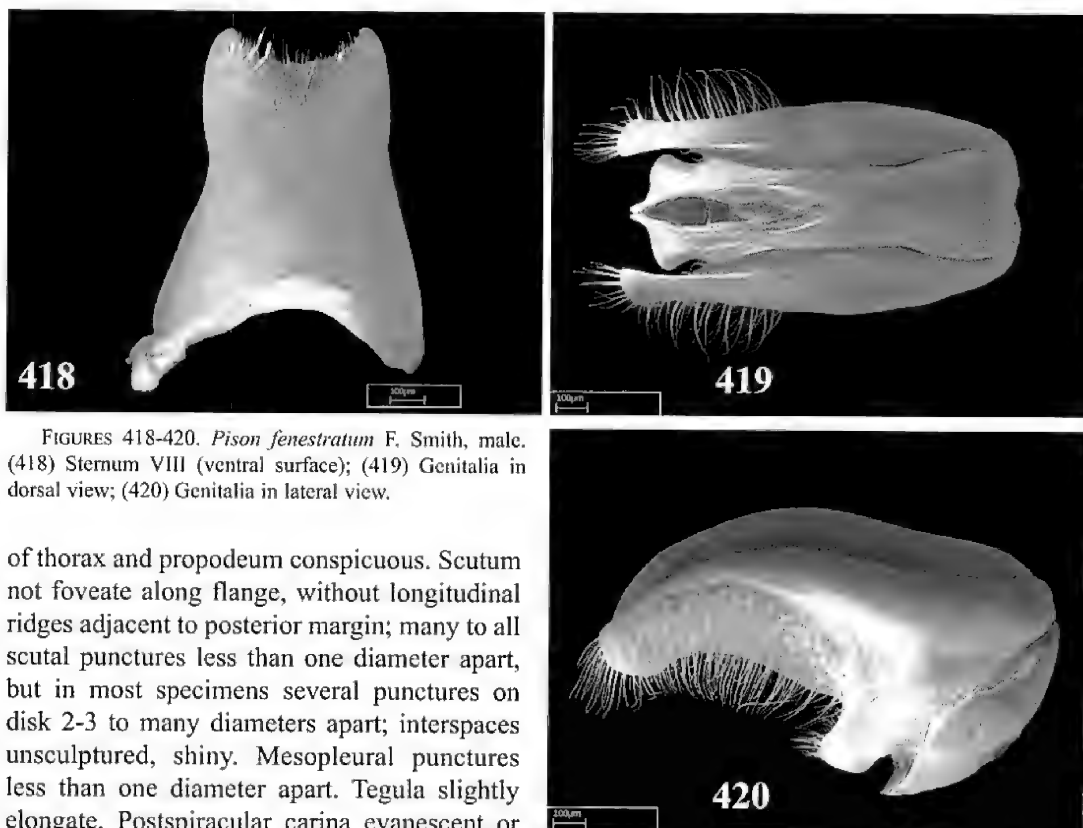 418
100µm
419
100µm
FIGURES 418-420. Pison fenestratum F. Smith, male.
(418) Sternum VIII (ventral surface); (419) Genitalia in
dorsal view; (420) Genitalia in lateral view.
of thorax and propodeum conspicuous. Scutum
not foveate along flange, without longitudinal
ridges adjacent to posterior margin; many to all
scutal punctures less than one diameter apart,
but in most specimens several punctures on
disk 2-3 to many diameters apart; interspaces
unsculptured, shiny. Mesopleural punctures
less than one diameter apart. Tegula slightly
elongate. Postspiracular carina evanescent or
420
100µm